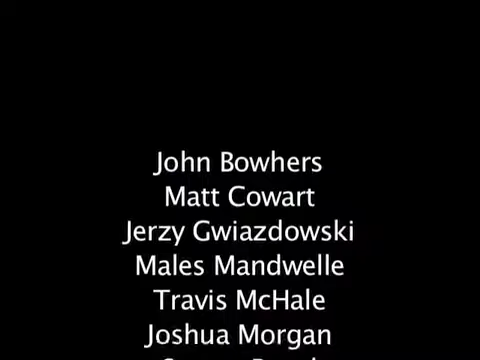 John Bowhers
Matt Cowart
Jerzy Gwiazdowski
Males Mandwelle
Travis McHale
Joshua Morgan